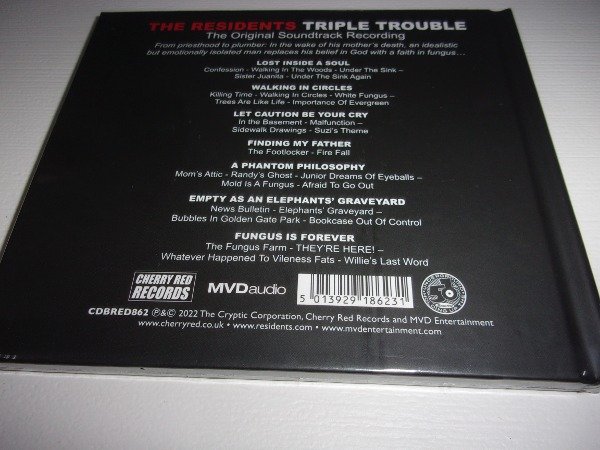 THE RESIDENTS TRIPLE TROUBLE
The Original Soundtrack Recording
From priesthood to plumber: In the wake of his mother's death, an idealistic
but emotionally isolated man replaces his belief in God with a faith in fungus…
LOST INSIDE A SOUL
Confession - Walking In The Woods - Under The Sink –
Sister Juanita - Under The Sink Again
WALKING IN CIRCLES
Killing Time - Walking In Circles - White Fungus –
Trees Are Like Life - Importance Of Evergreen
LET CAUTION BE YOUR CRY
In the Basement - Malfunction –
Sidewalk Drawings - Suzi's Theme
FINDING MY FATHER
The Footlocker - Fire Fall
A PHANTOM PHILOSOPHY
Mom's Attic - Randy's Ghost - Junior Dreams Of Eyeballs –
Mold Is A Fungus - Afraid To Go Out
EMPTY AS AN ELEPHANTS' GRAVEYARD
News Bulletin - Elephants' Graveyard –
Bubbles In Golden Gate Park - Bookcase Out Of Control
FUNGUS IS FOREVER
The Fungus Farm - THEY'RE HERE! –
Whatever Happened To Vileness Fats - Willie's Last Word
CHERRY RED
RECORDS
MVDaudio
5 013929 186231
CDBRED862 ℗&© 2022 The Cryptic Corporation, Cherry Red Records and MVD Entertainment
www.cherryred.co.uk • www.residents.com • www.mvdentertainment.com